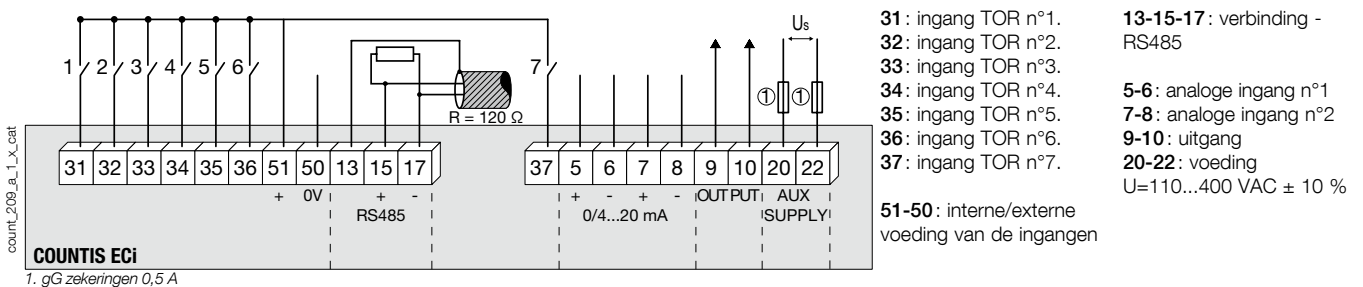 Us
1 2 3 4 5 6 7 ① ①
R = 120 Ω
31 32 33 34 35 36 51 50 13 15 17 37 5 6 7 8 9 10 20 22
+ 0V + - + - + - OUTPUT AUX
RS485 0/4...20 mA SUPPLY
COUNTIS ECi
1. gG zekeringen 0,5 A
count_209_a_1_x_cat
31: ingang TOR n°1.
32: ingang TOR n°2.
33: ingang TOR n°3.
34: ingang TOR n°4.
35: ingang TOR n°5.
36: ingang TOR n°6.
37: ingang TOR n°7.
51-50: interne/externe
voeding van de ingangen
13-15-17: verbinding -
RS485
5-6: analoge ingang n°1
7-8: analoge ingang n°2
9-10: uitgang
20-22: voeding
U=110...400 VAC ± 10 %